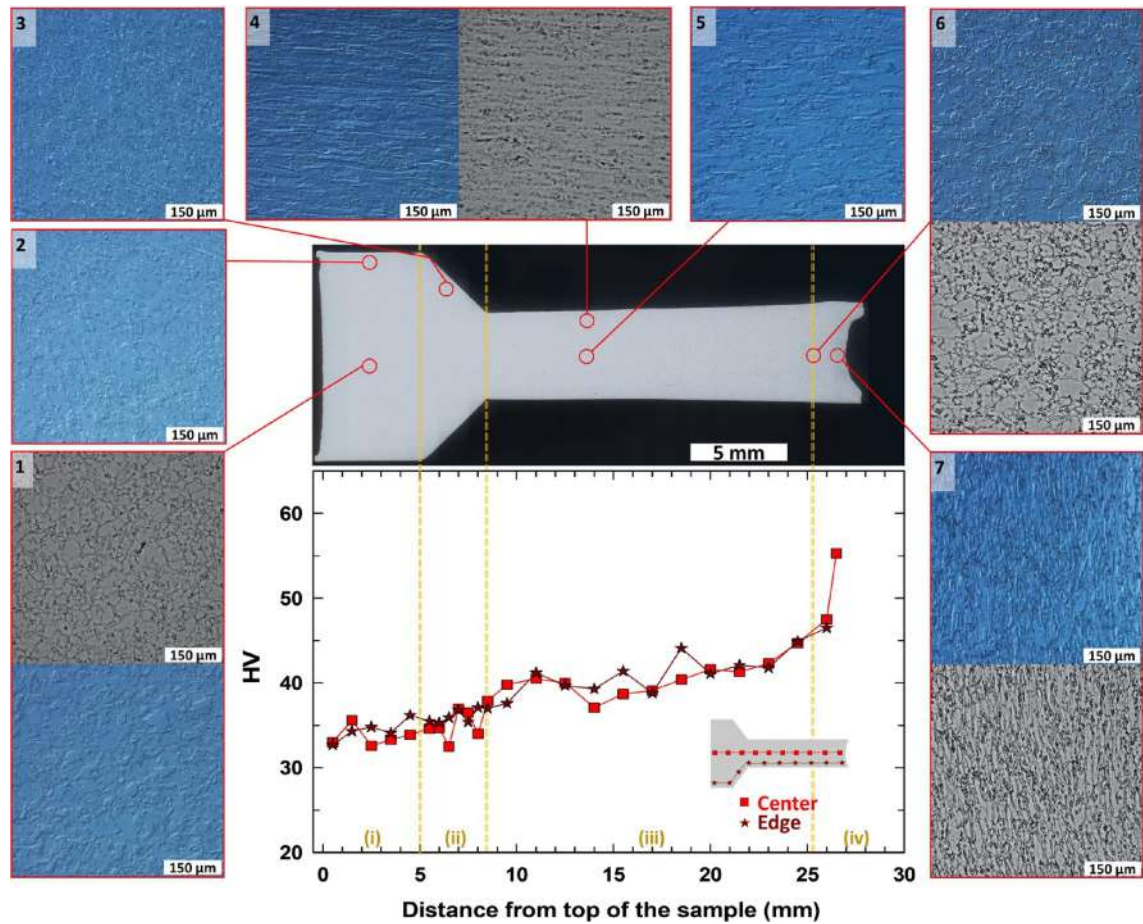 3
150 µm
4
150 µm
150 µm
5
150 µm
6
150 µm
150 µm
2
150 µm
5 mm
1
150 µm
150 µm
7
150 µm
150 µm
60
50
40
30
20
HV
Center
Edge
(i)
(ii)
(iii)
(iv)
0
5
10
15
20
25
30
Distance from top of the sample (mm)